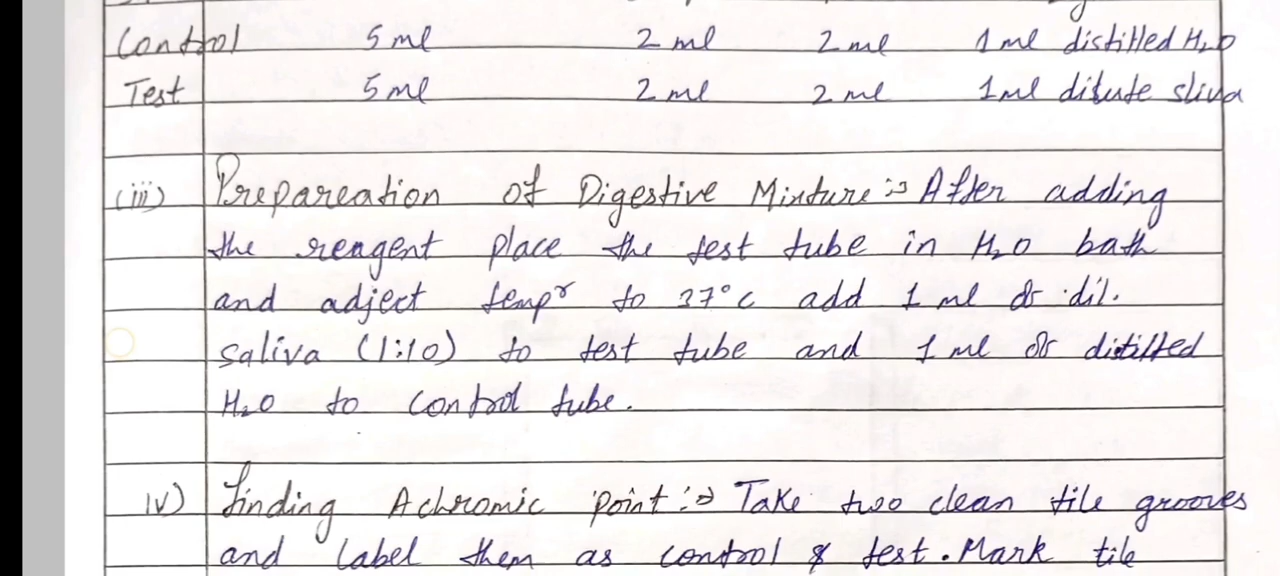 Control 5 ml 2 ml 2 ml 1 ml distilled H₂O
Test 5 ml 2 ml 2 ml 1 ml dilute sliva
(iii) Prepareation of Digestive Mixture :⇒ After adding
the reagent place the test tube in H₂O bath
and adject tempr to 37°C add 1 ml of dil.
saliva (1:10) to test tube and 1 ml of distilled
H₂O to control tube.
iv) Finding Achromic point :⇒ Take two clean tile grooves
and label them as control & test. Mark tile